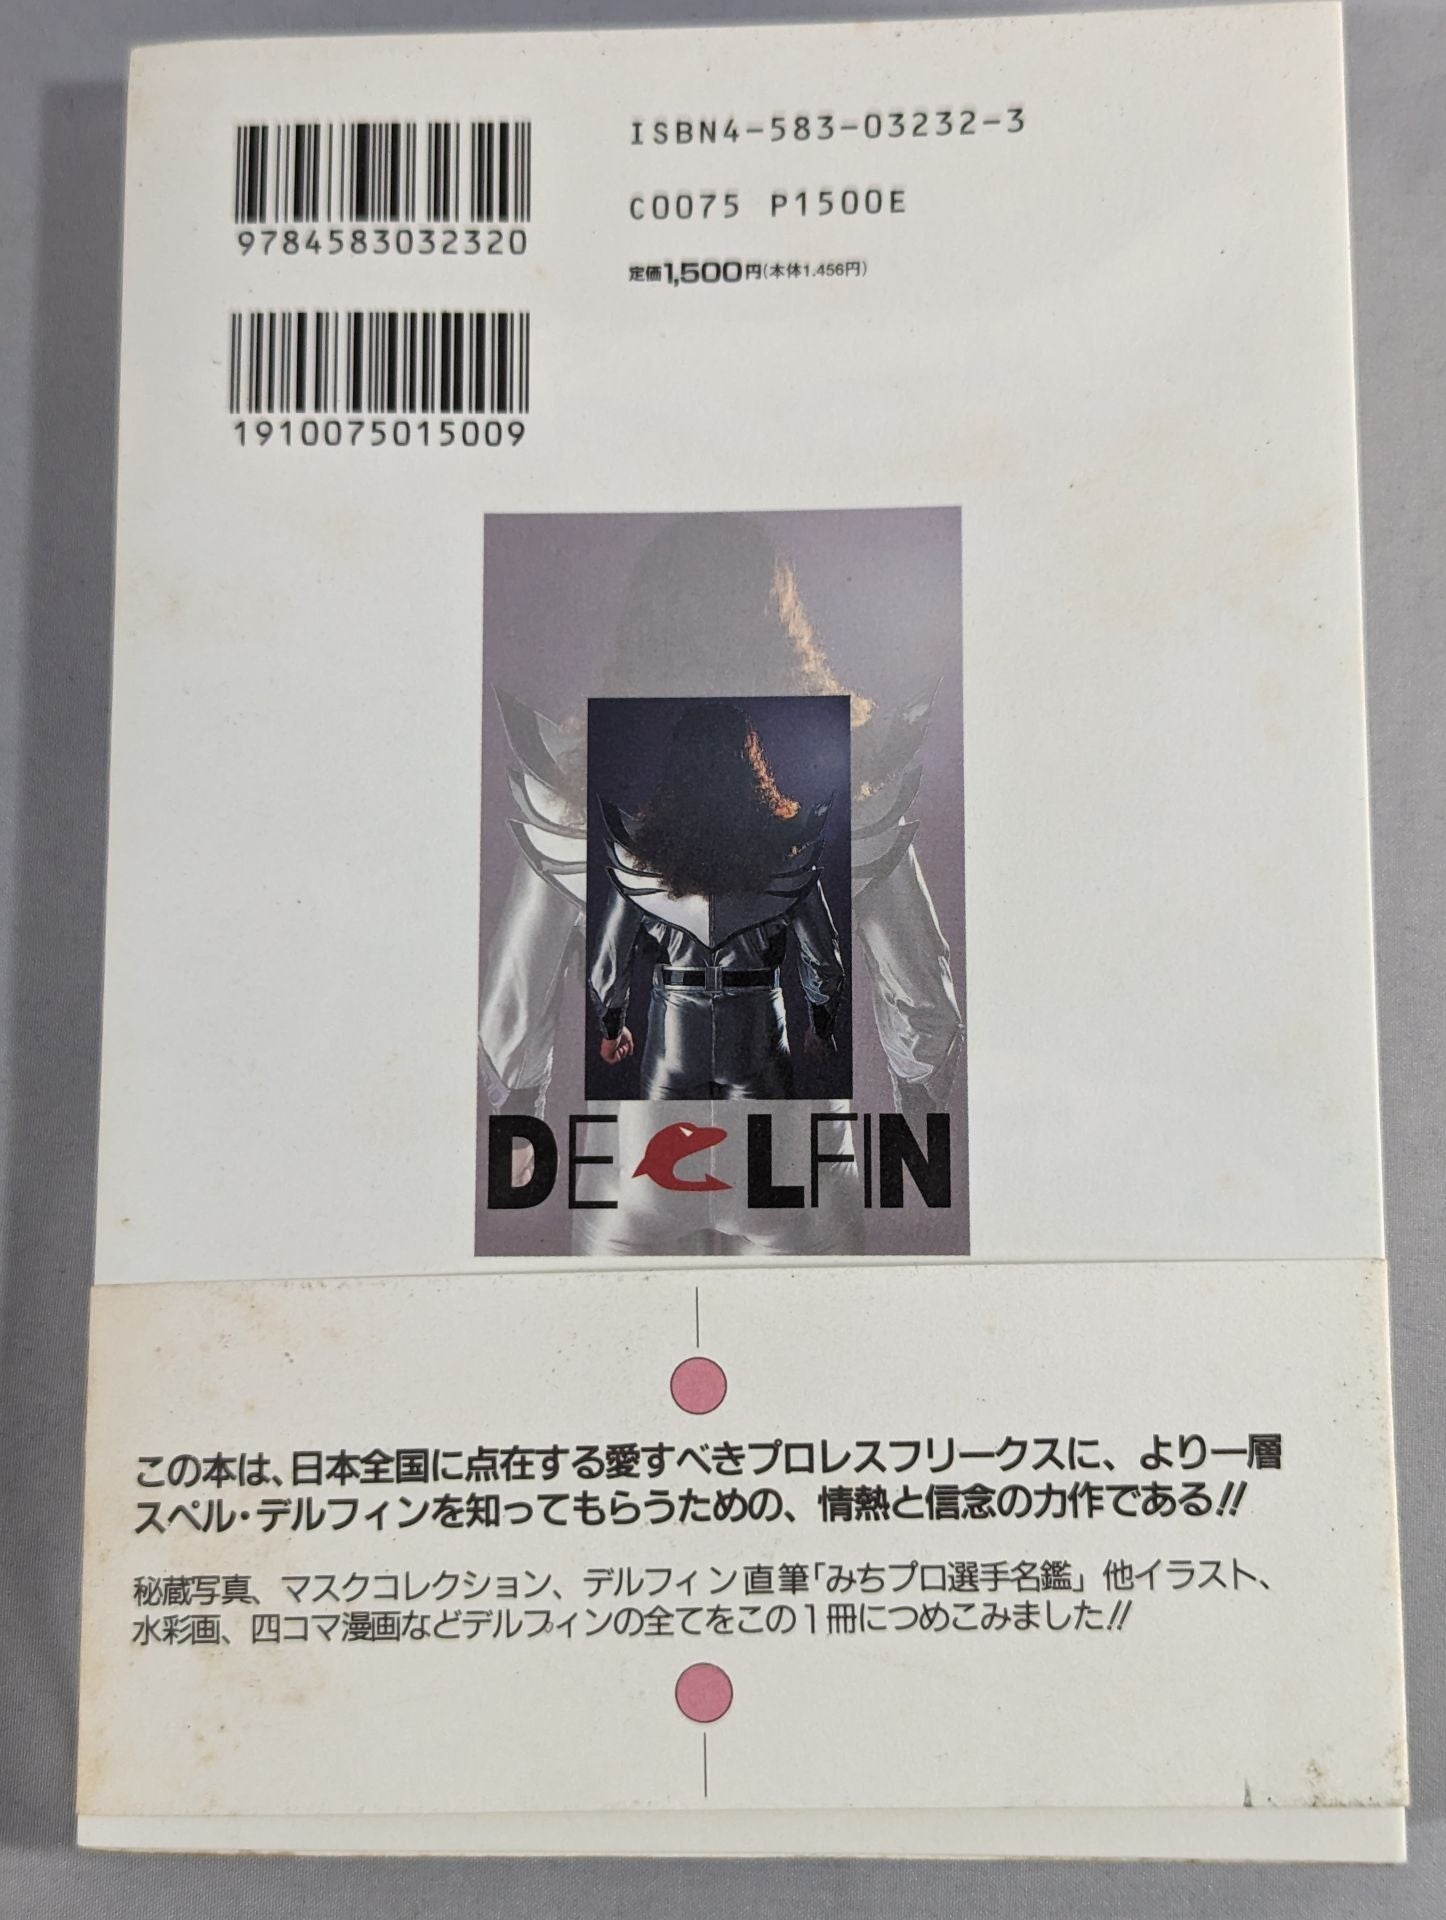 ISBN4-583-03232-3
C0075 P1500E
定価1,500円(本体1.456円)
9784583032320
1910075015009
DELFIN
この本は、日本全国に点在する愛すべきプロレスフリークスに、より一層
スペル・デルフィンを知ってもらうための、情熱と信念の力作である!!
秘蔵写真、マスクコレクション、デルフィン直筆「みちプロ選手名鑑」他イラスト、
水彩画、四コマ漫画などデルフィンの全てをこの1冊につめこみました!!